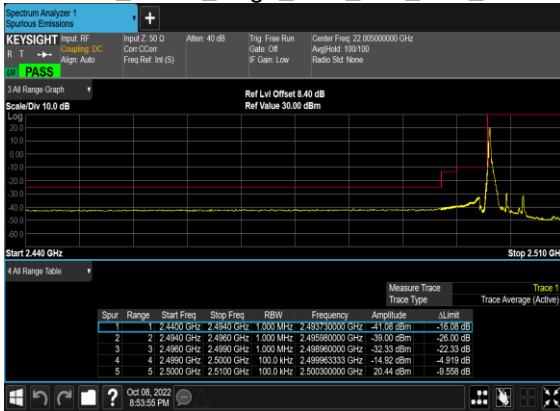 Spectrum Analyzer 1
Spurious Emissions
KEYSIGHT Input: RF Input Z: 50 Ω Atten: 40 dB Trig: Free Run Center Freq: 22.005000000 GHz
R T Coupling: DC Corr CCorr Gate: Off Avg|Hold: 100/100
Align: Auto Freq Ref: Int (S) IF Gain: Low Radio Std: None
PASS
3 All Range Graph Ref Lvl Offset 8.40 dB
Scale/Div 10.0 dB Ref Value 30.00 dBm
Log
20.0
10.0
0.00
-10.0
-20.0
-30.0
-40.0
-50.0
-60.0
Start 2.440 GHz Stop 2.510 GH
4 All Range Table
Measure Trace Trace 1
Trace Type Trace Average (Active)
Spur Range Start Freq Stop Freq RBW Frequency Amplitude ΔLimit
1 1 2.4400 GHz 2.4940 GHz 1.000 MHz 2.493730000 GHz -41.08 dBm -16.08 dB
2 2 2.4940 GHz 2.4960 GHz 1.000 MHz 2.495980000 GHz -39.00 dBm -26.00 dB
3 3 2.4960 GHz 2.4990 GHz 1.000 MHz 2.498960000 GHz -32.33 dBm -22.33 dB
4 4 2.4990 GHz 2.5000 GHz 100.0 kHz 2.499963333 GHz -14.92 dBm -4.919 dB
5 5 2.5000 GHz 2.5100 GHz 100.0 kHz 2.500300000 GHz 20.44 dBm -9.558 dB
Oct 08, 2022
8:53:55 PM